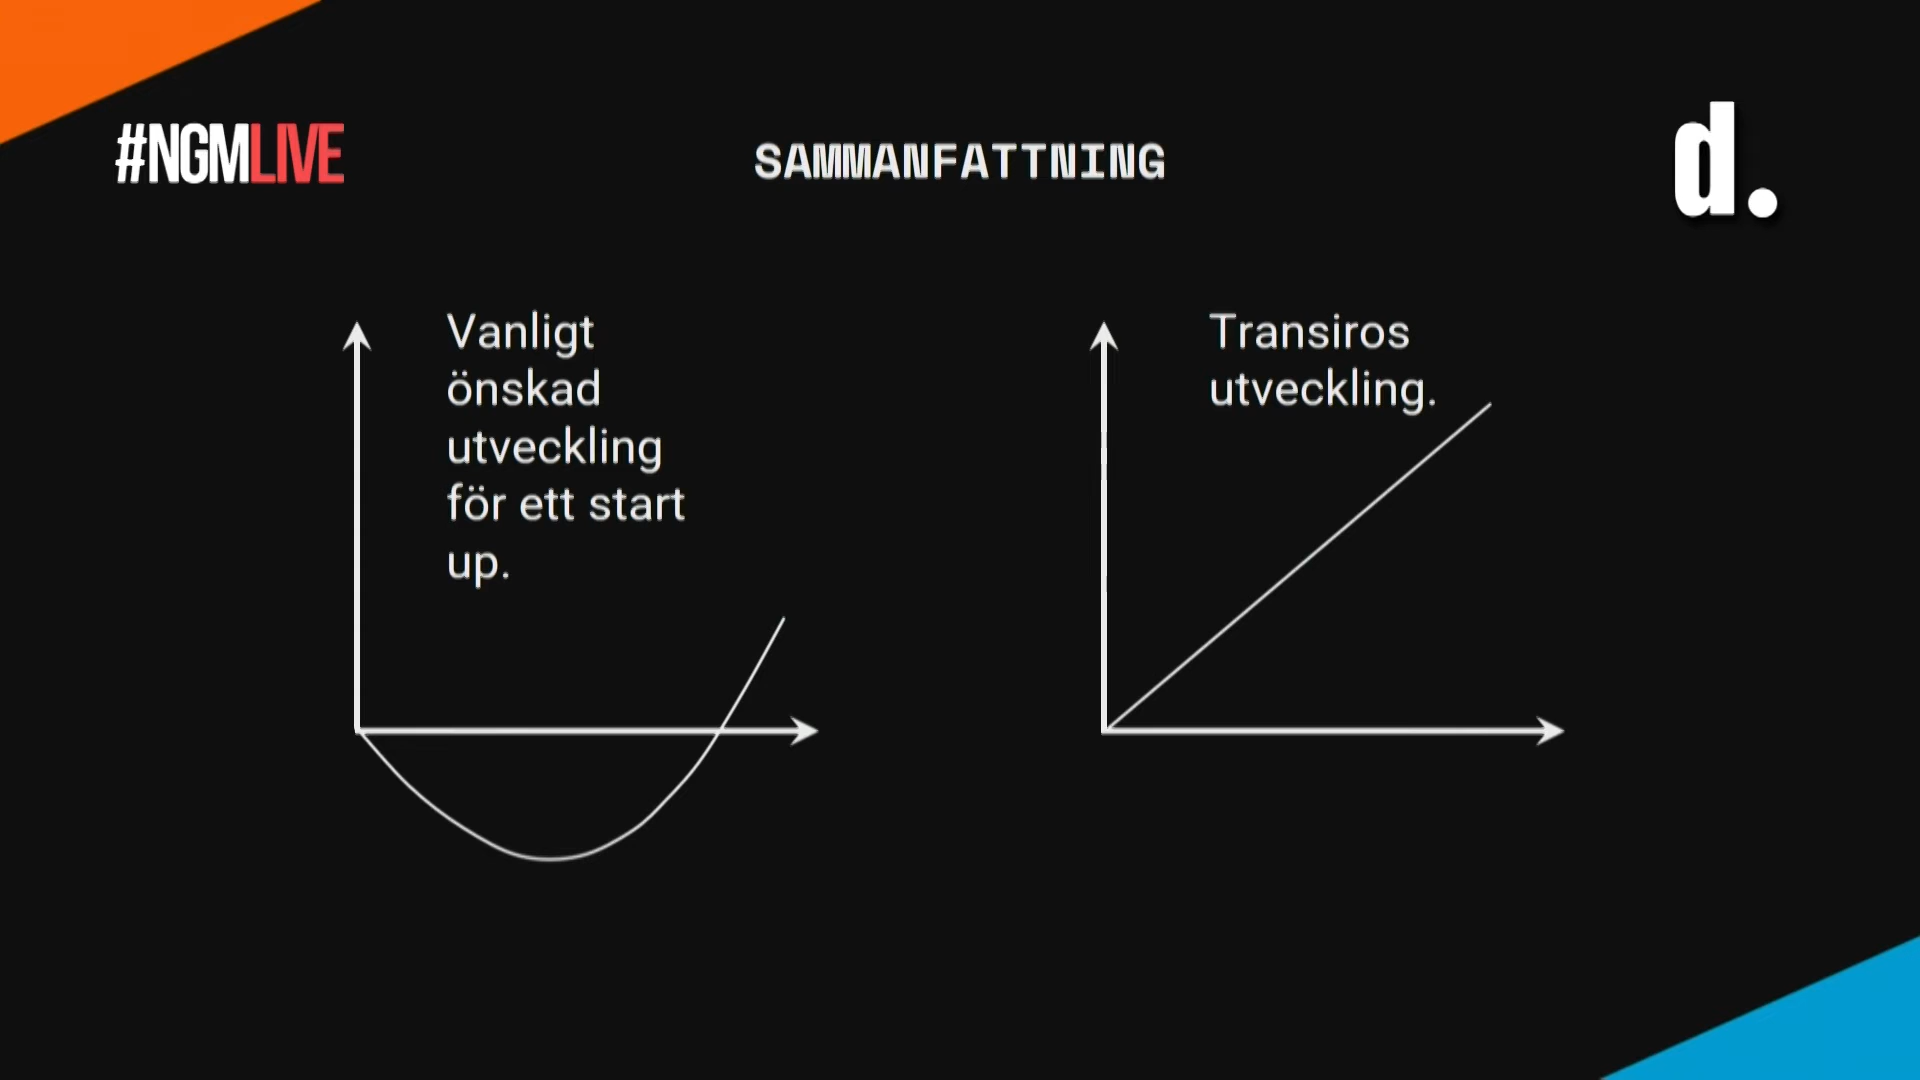 #NGMLIVE
SAMMANFATTNING
d.
Vanligt
önskad
utveckling
för ett start
up.
Transiros
utveckling.